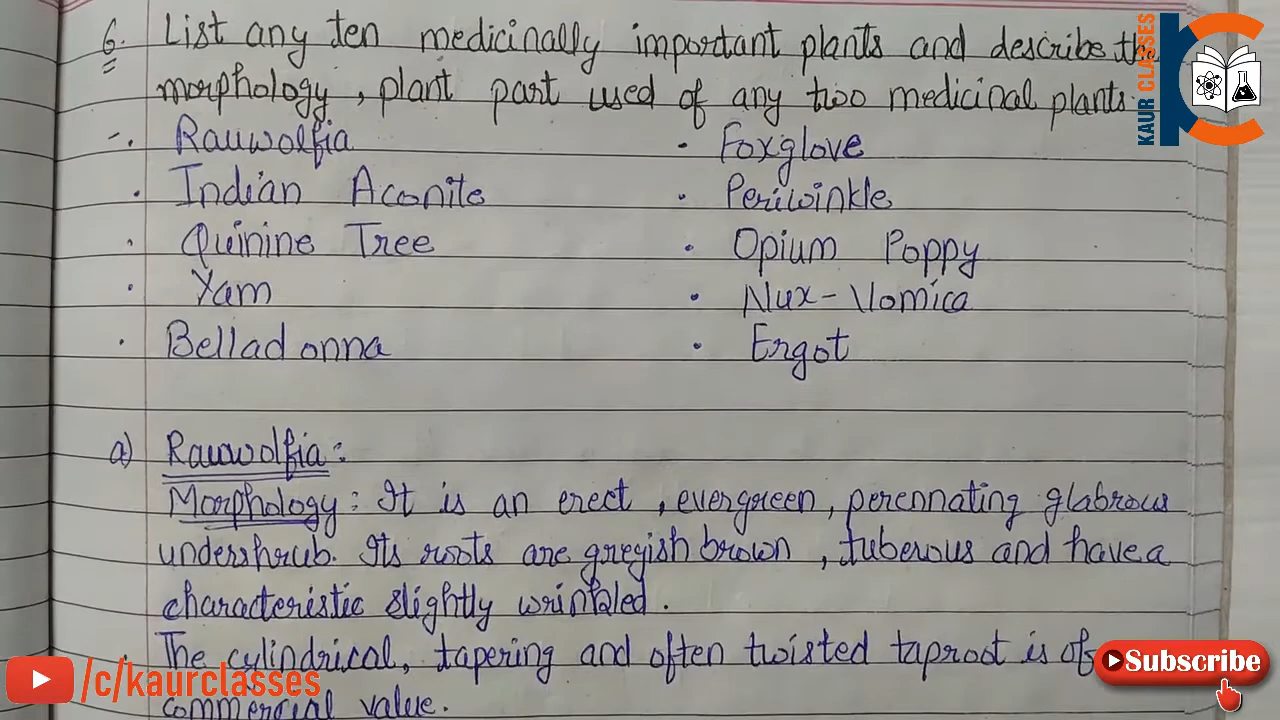 6. List any ten medicinally important plants and describe the
morphology, plant part used of any two medicinal plants.
-. Rauwolfia
• Foxglove
• Indian Aconite
• Periwinkle
• Quinine Tree
• Opium Poppy
• Yam
• Nux-Vomica
• Belladonna
• Ergot
a) Rauwolfia:
Morphology: It is an erect, evergreen, perennating glabrous
undershrub. Its roots are greyish brown, tuberous and have a
characteristic slightly wrinkled.
• The cylindrical, tapering and often twisted taproot is of
commercial value.
KAUR CLASSES
/c/kaurclasses
Subscribe